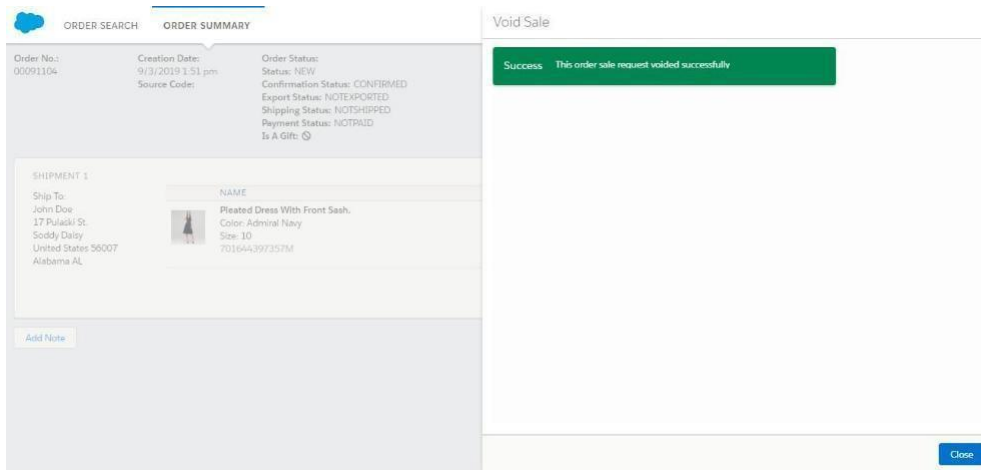 ORDER SEARCH ORDER SUMMARY
Order No.:
00091104
Creation Date:
9/3/2019 1:51 pm
Source Code:
Order Status:
Status: NEW
Confirmation Status: CONFIRMED
Export Status: NOTEXPORTED
Shipping Status: NOTSHIPPED
Payment Status: NOTPAID
Is A Gift:
SHIPMENT 1
Ship To:
John Doe
17 Pulacki St.
Soddy Daisy
United States 56007
Alabama AL
NAME
Pleated Dress With Front Sash.
Color: Admiral Navy
Size: 10
701644397357M
Add Note
Void Sale
Success This order sale request voided successfully
Close